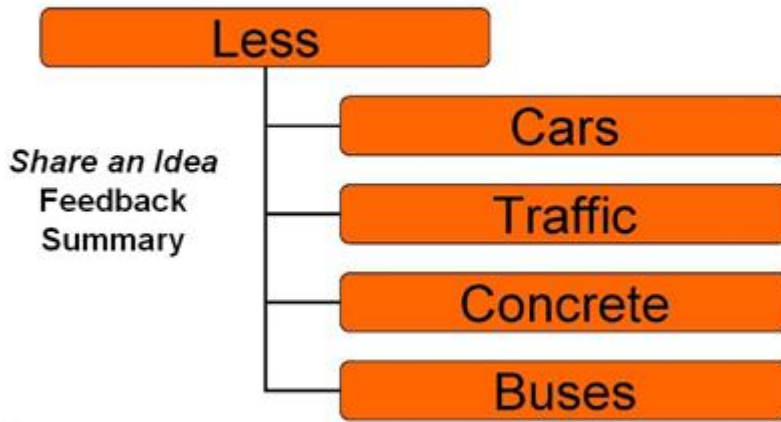 Less
Cars
Share an Idea
Feedback
Summary
Traffic
Concrete
Buses